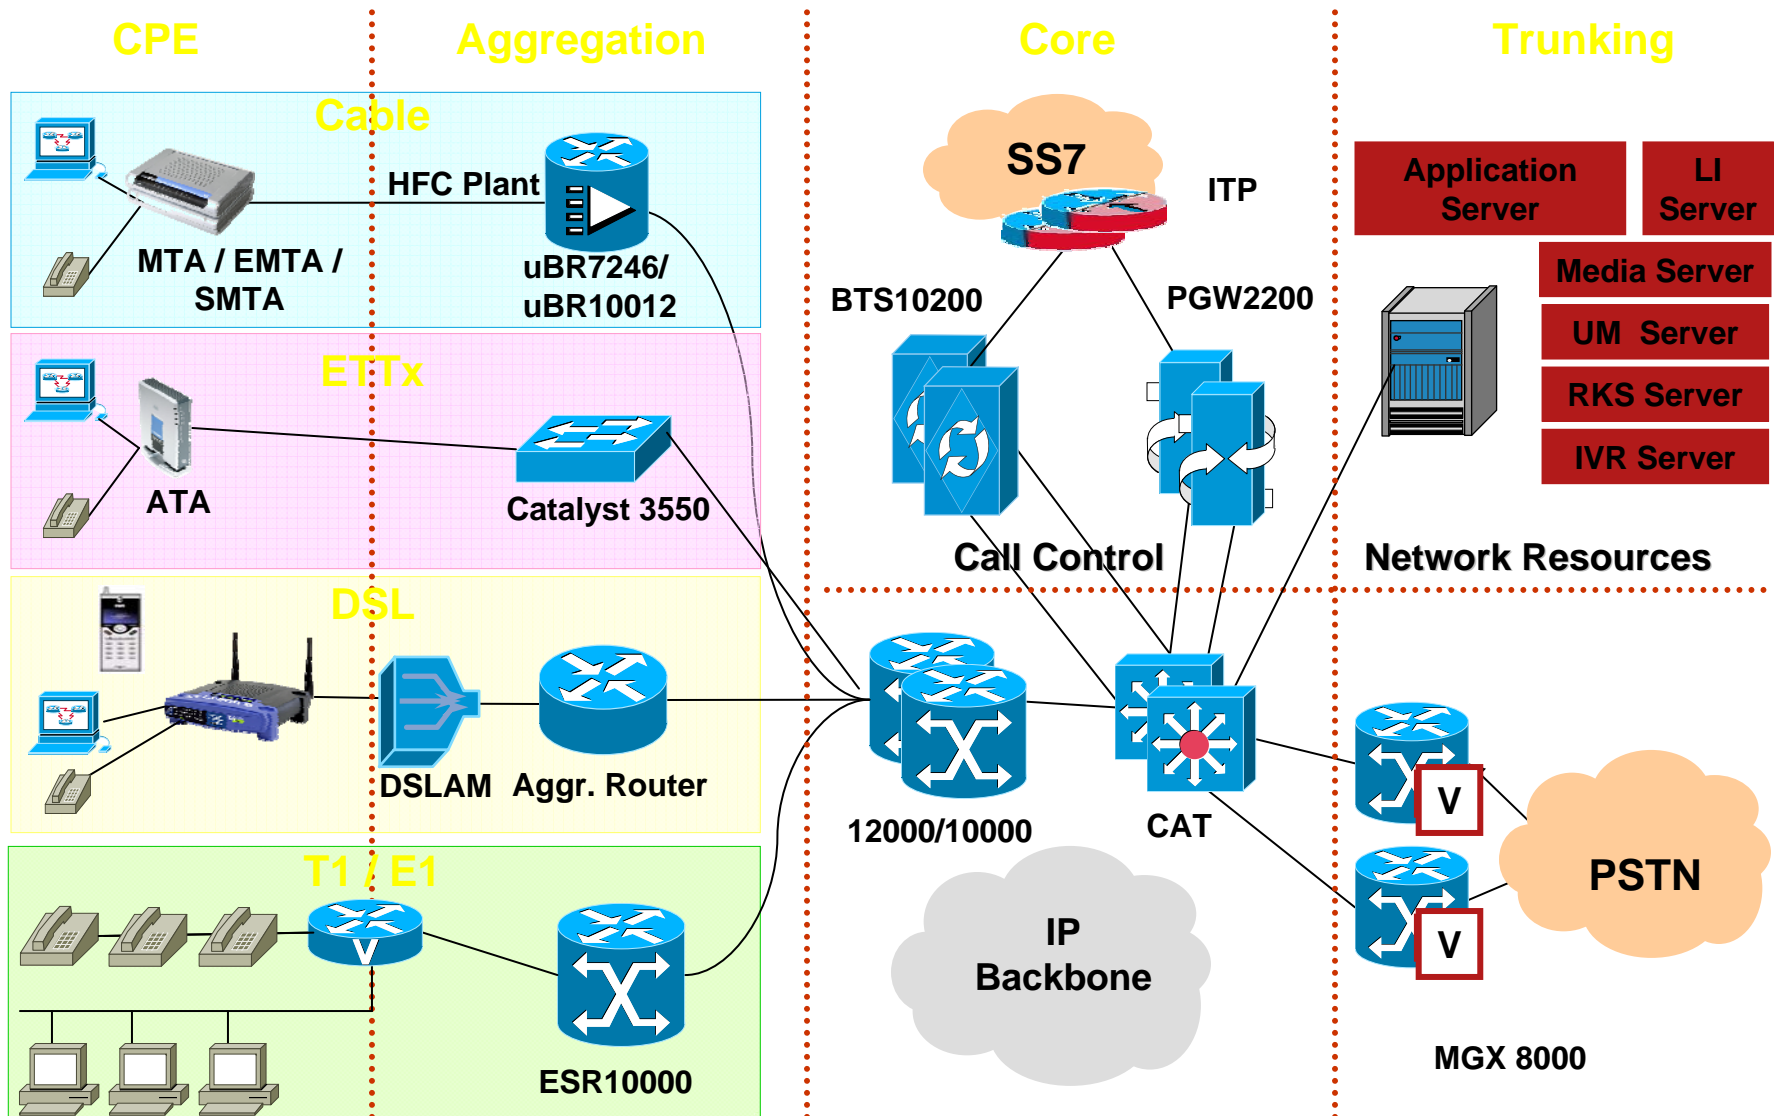 CPE
Aggregation
Core
Trunking
Cable
HFC Plant
MTA / EMTA /
SMTA
uBR7246/
uBR10012
ETTx
ATA
Catalyst 3550
DSL
DSLAM
Aggr. Router
T1 / E1
V
ESR10000
SS7
ITP
BTS10200
PGW2200
Call Control
12000/10000
CAT
IP
Backbone
Application
Server
LI
Server
Media Server
UM Server
RKS Server
IVR Server
Network Resources
V
V
PSTN
MGX 8000